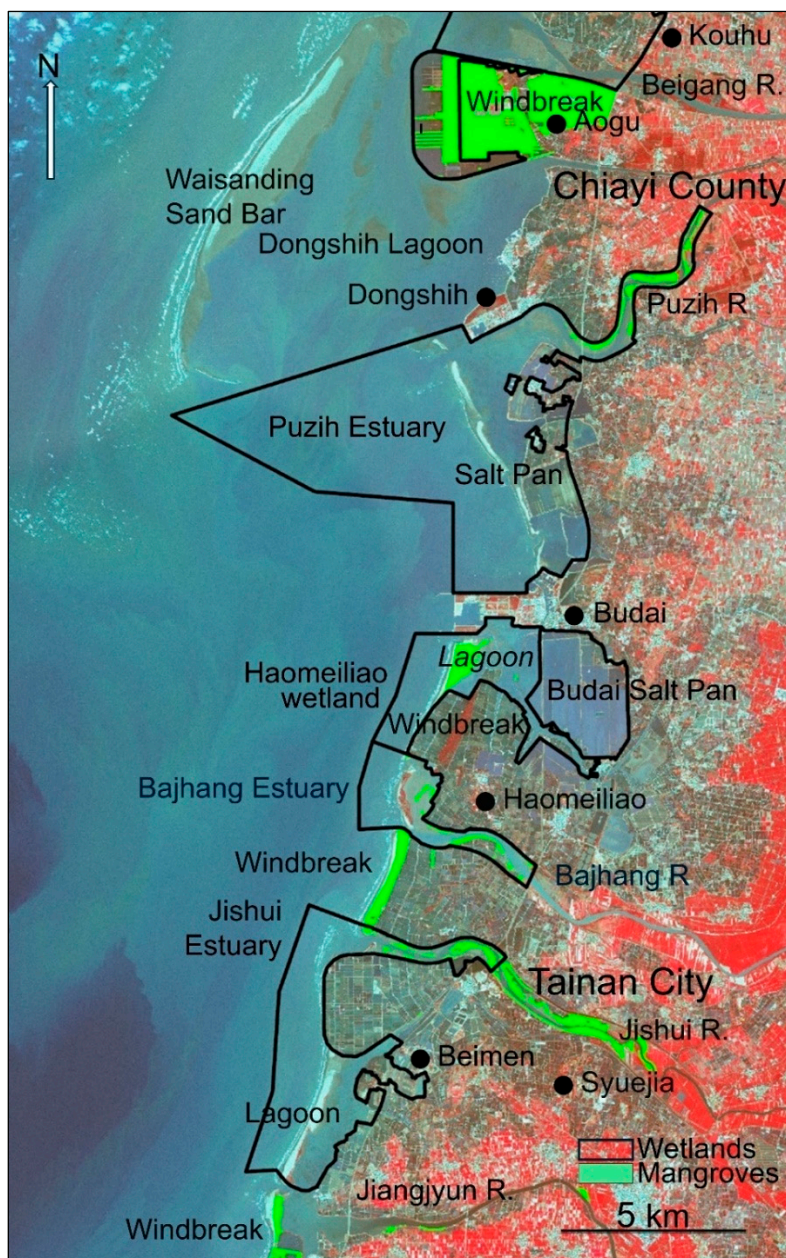 Kouhu
N
Beigang R.
Windbreak
Aogu
Waisanding
Sand Bar
Chiayi County
Dongshih Lagoon
Dongshih
Puzih R
Puzih Estuary
Salt Pan
Budai
Lagoon
Haomeiliao
wetland
Budai Salt Pan
Windbreak
Bajhang Estuary
Haomeiliao
Windbreak
Bajhang R
Jishui
Estuary
Tainan City
Jishui R.
Beimen
Syuejia
Lagoon
Wetlands
Mangroves
Jiangjyun R.
5 km
Windbreak